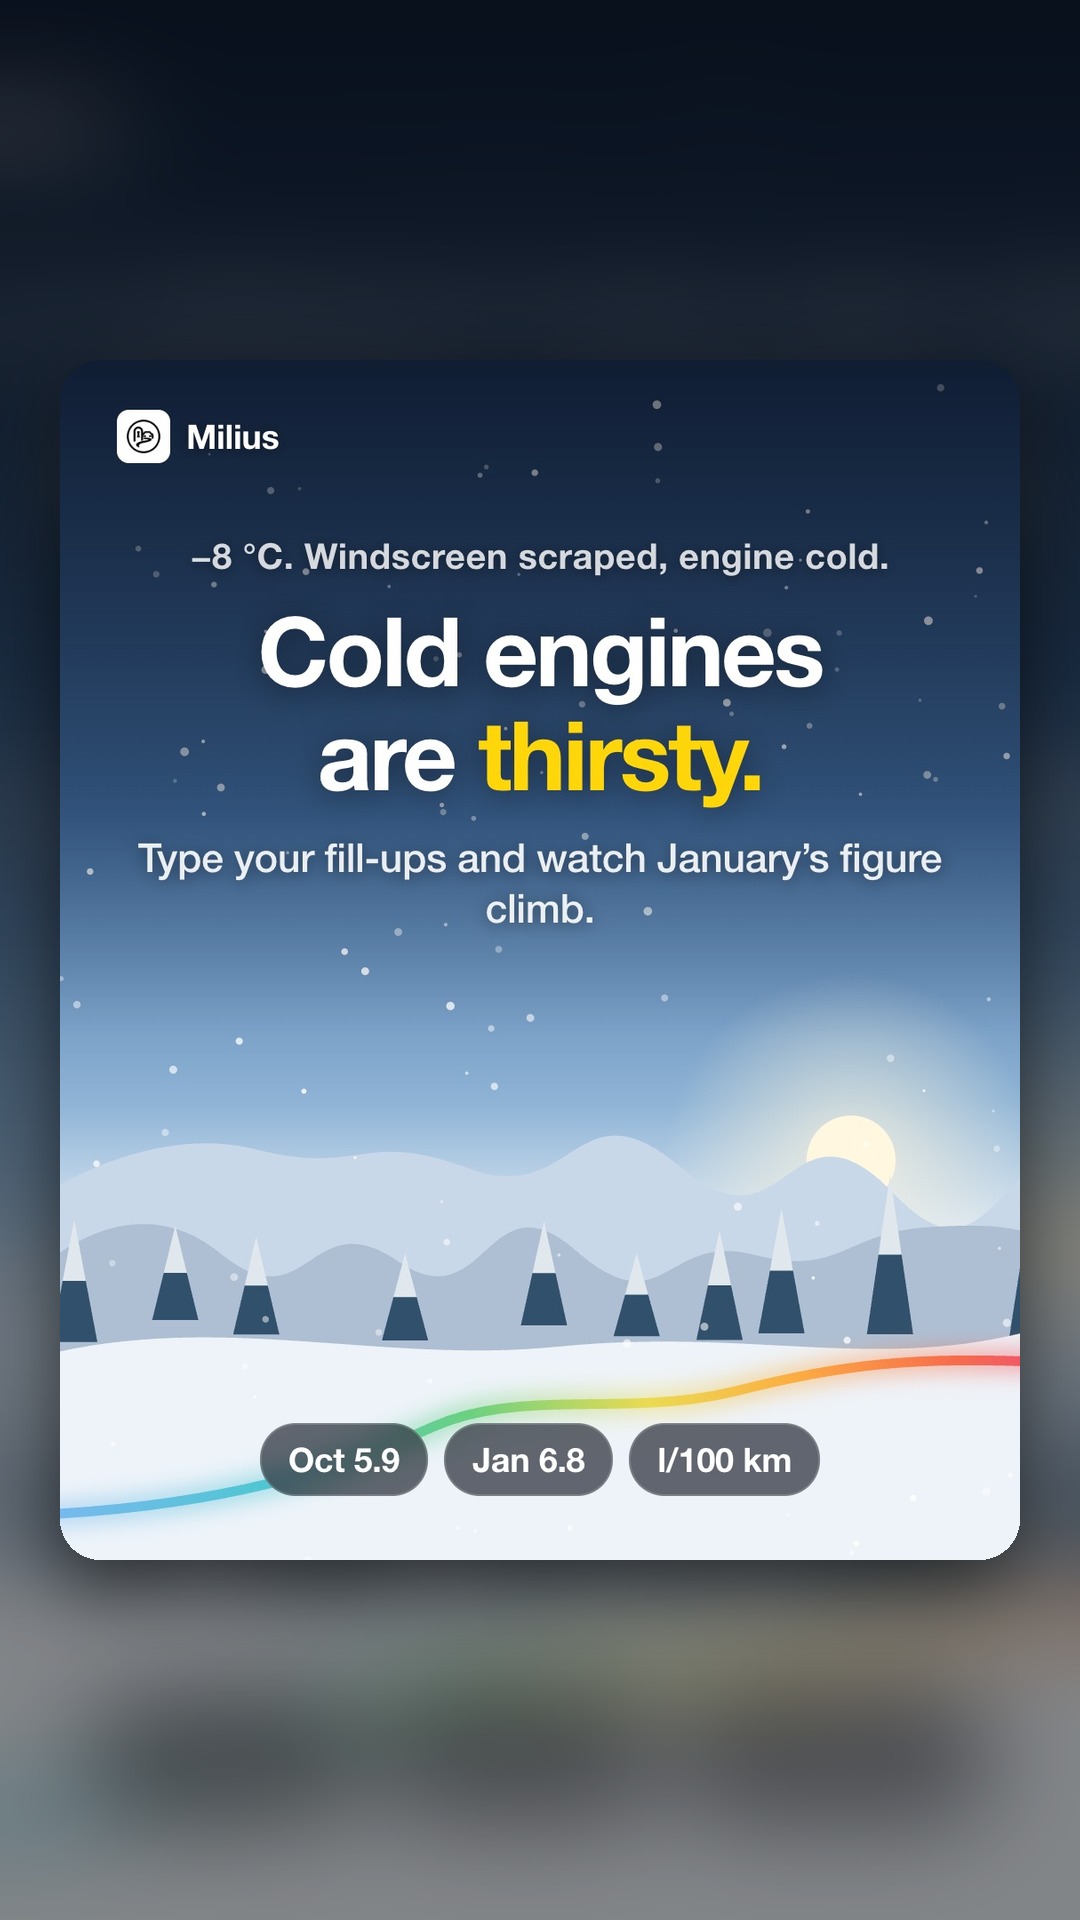 Milius
–8 °C. Windscreen scraped, engine cold.
Cold engines
are thirsty.
Type your fill-ups and watch January’s figure
climb.
Oct 5.9
Jan 6.8
l/100 km